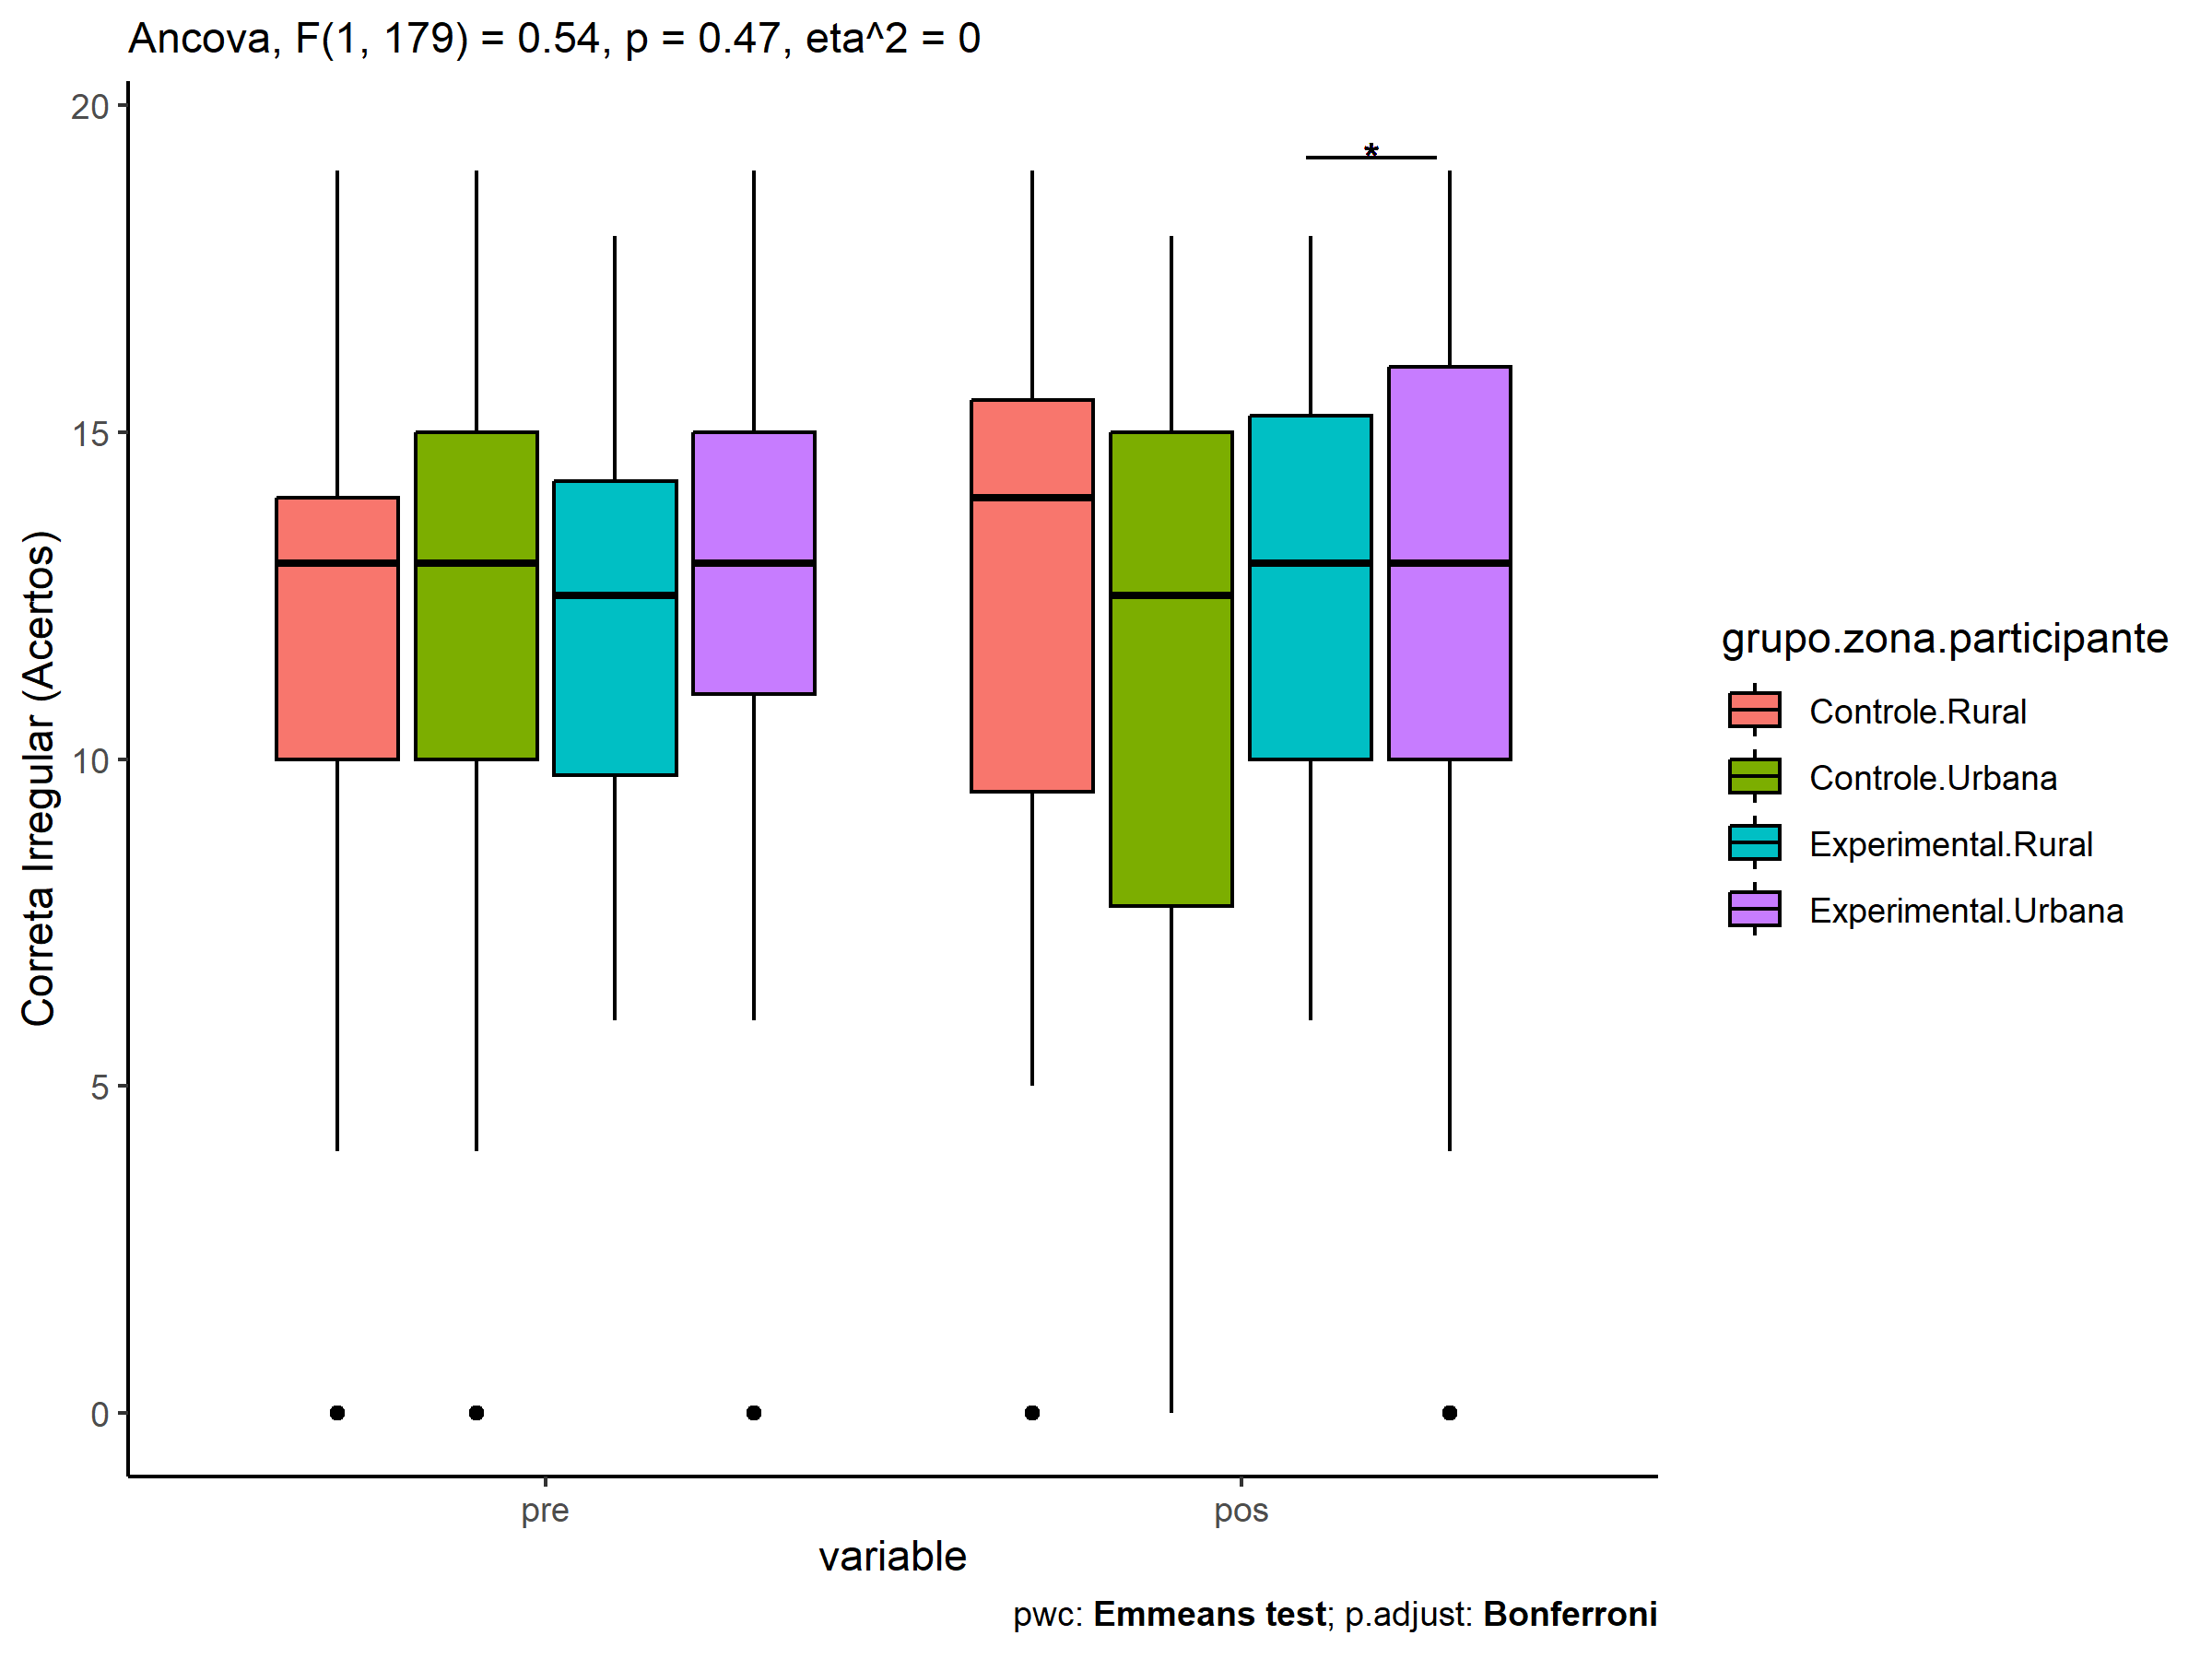 Ancova, F(1, 179) = 0.54, p = 0.47, eta^2 = 0
Correta Irregular (Acertos)
20
15
10
5
0
*
pre
pos
variable
grupo.zona.participante
Controle.Rural
Controle.Urbana
Experimental.Rural
Experimental.Urbana
pwc: Emmeans test; p.adjust: Bonferroni